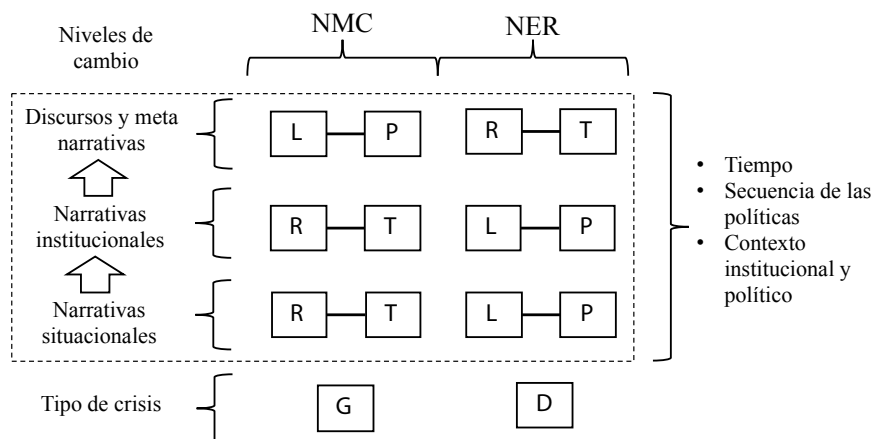 Niveles de
cambio
NMC
NER
Discursos y meta
narrativas
L
P
R
T
Narrativas
institucionales
R
T
L
P
Narrativas
situacionales
R
T
L
P
• Tiempo
• Secuencia de las
políticas
• Contexto
institucional y
político
Tipo de crisis
G
D